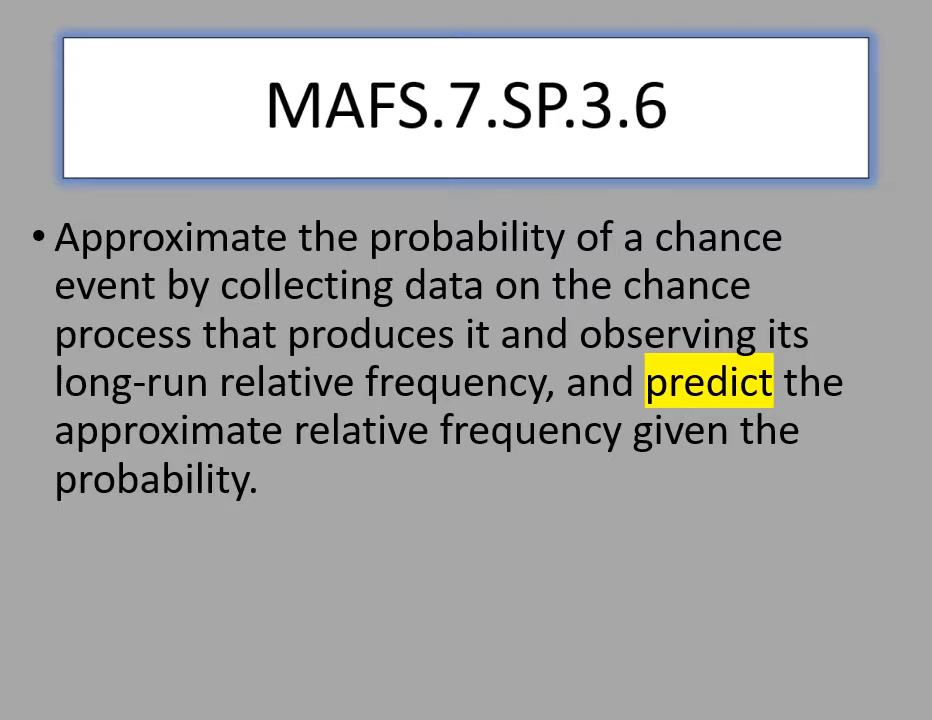 MAFS.7.SP.3.6
• Approximate the probability of a chance
event by collecting data on the chance
process that produces it and observing its
long-run relative frequency, and predict the
approximate relative frequency given the
probability.